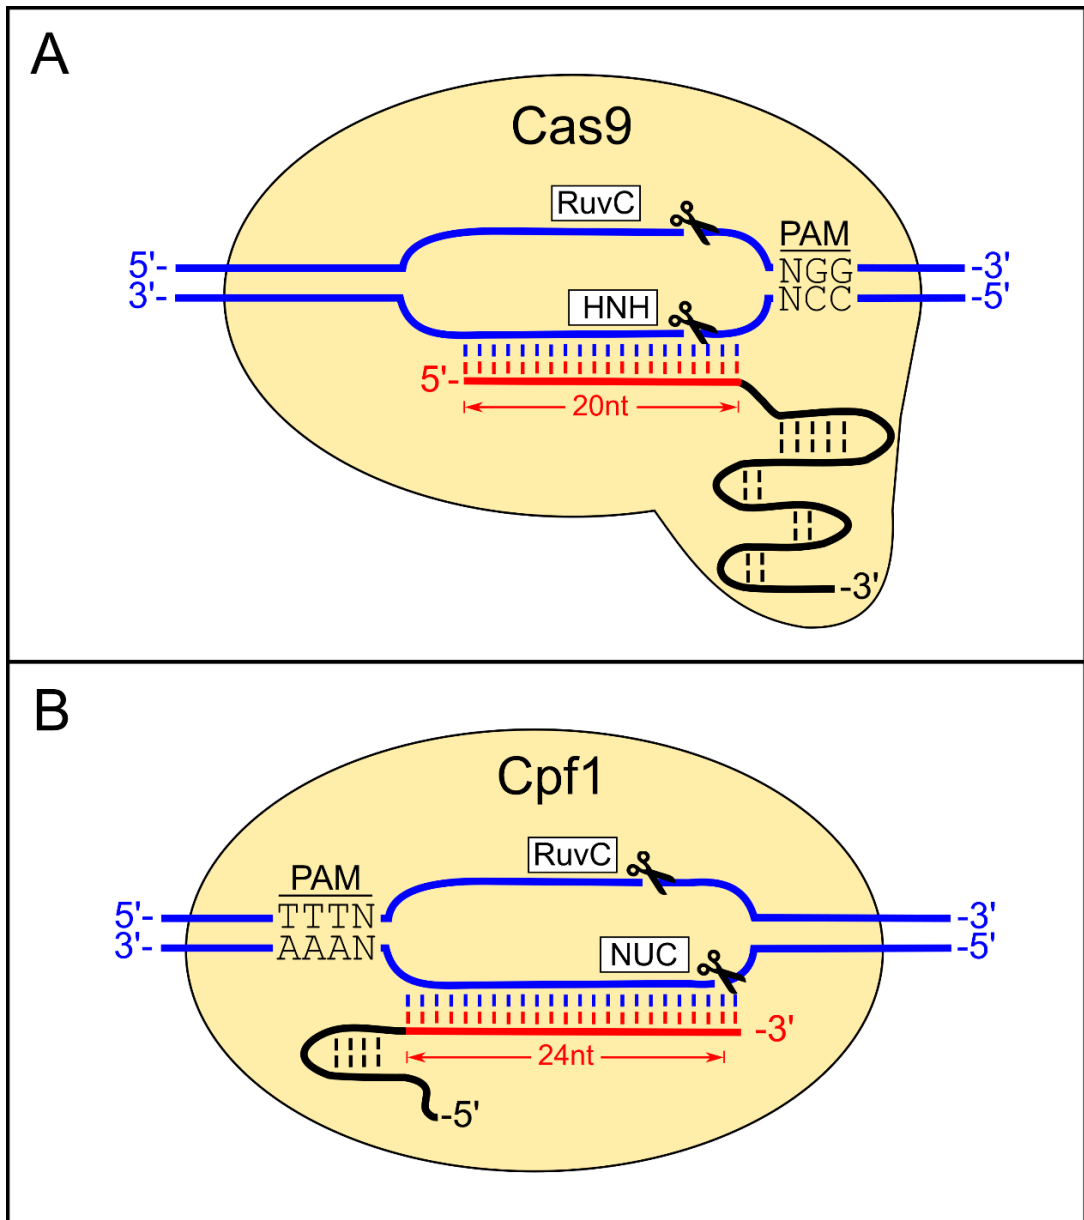 A
Cas9
RuvC
PAM
5'- NGG -3'
3'- NCC -5'
HNH
5'-
20nt
-3'
B
Cpf1
RuvC
PAM
5'- TTTN -3'
3'- AAAN -5'
NUC
-3'
24nt
-5'